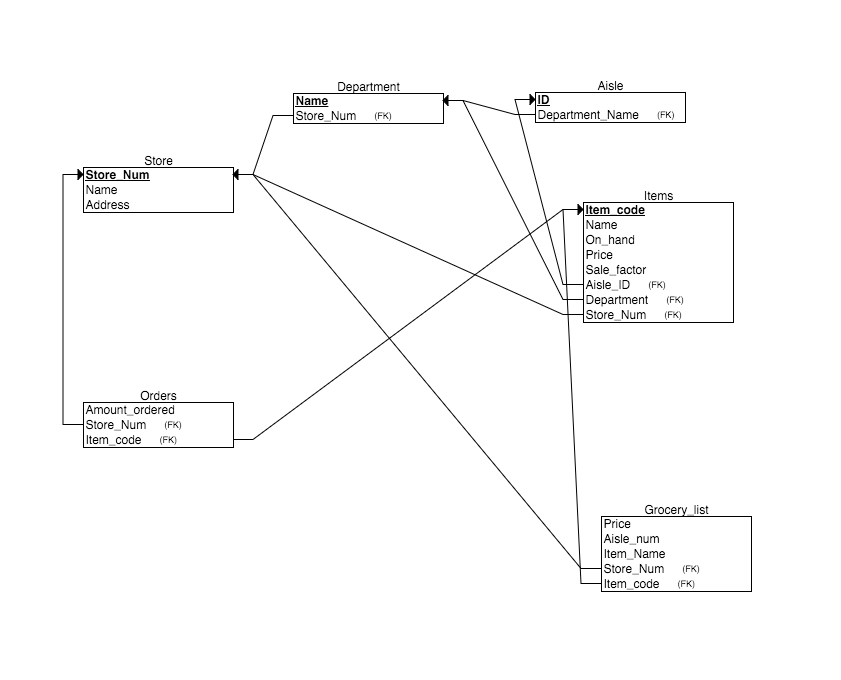 Department
Name
Store_Num (FK)
Aisle
ID
Department_Name (FK)
Store
Store_Num
Name
Address
Items
Item_code
Name
On_hand
Price
Sale_factor
Aisle_ID (FK)
Department (FK)
Store_Num (FK)
Orders
Amount_ordered
Store_Num (FK)
Item_code (FK)
Grocery_list
Price
Aisle_num
Item_Name
Store_Num (FK)
Item_code (FK)